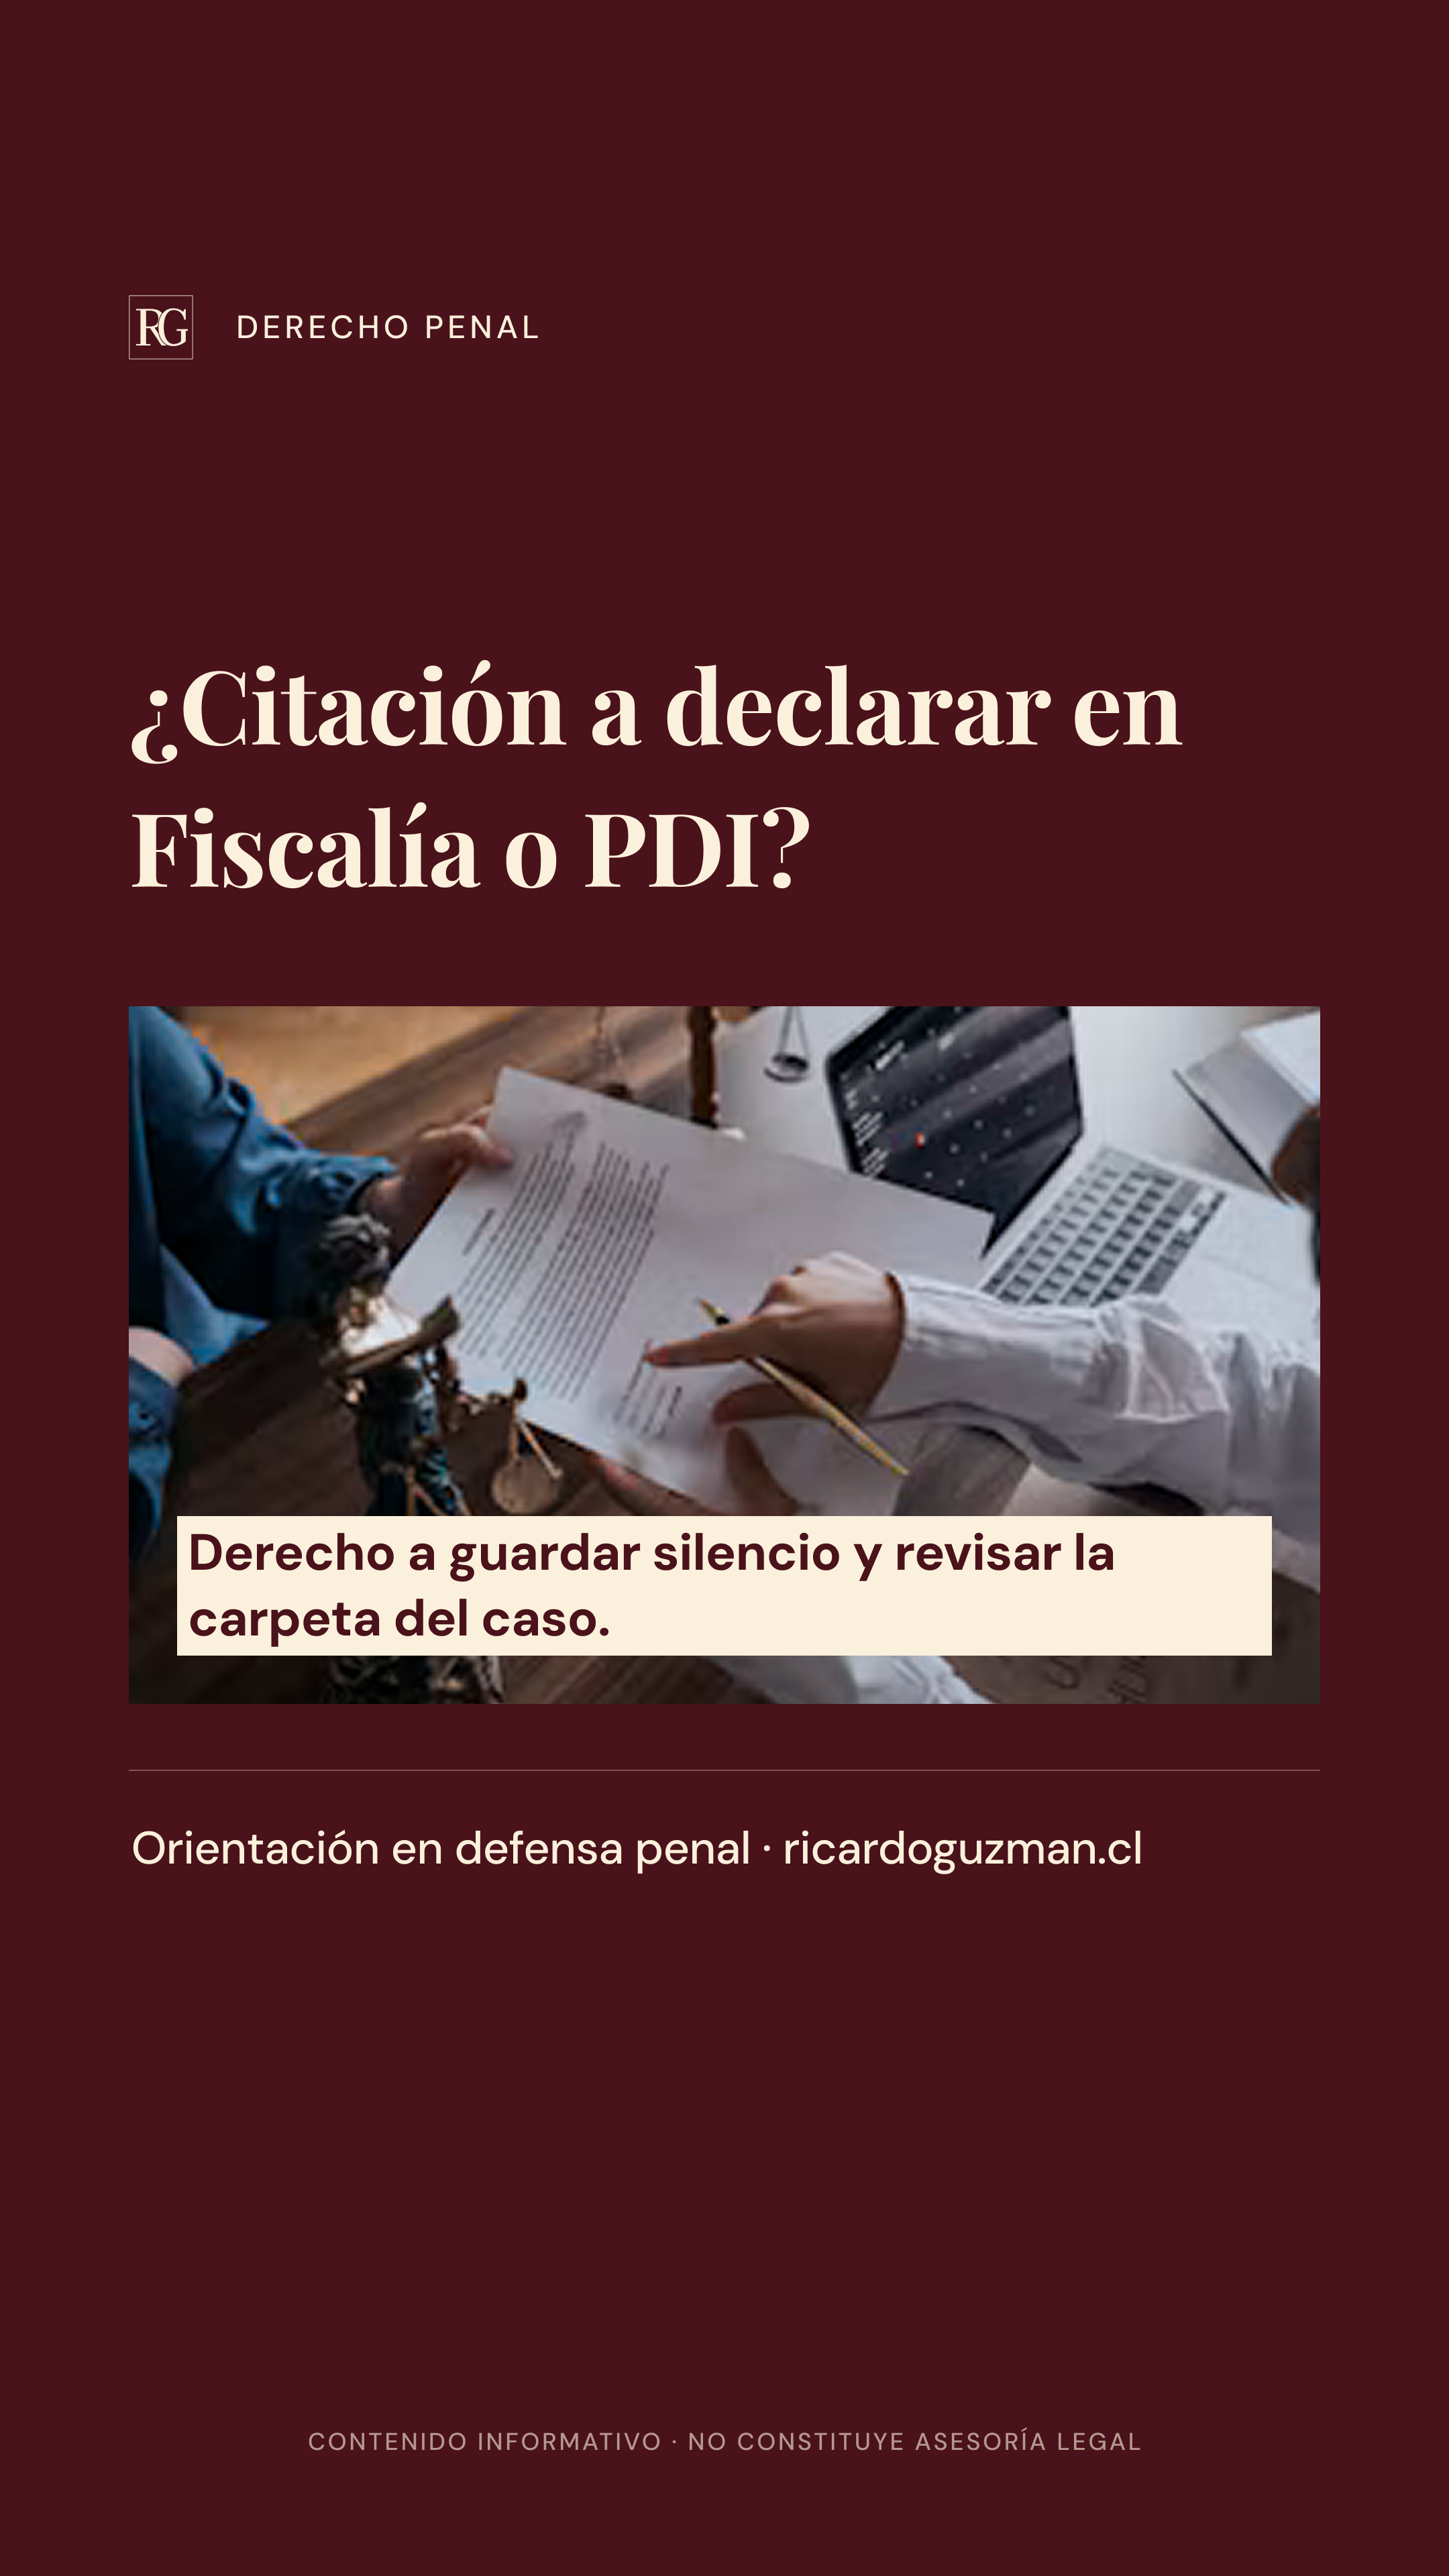 RG
DERECHO PENAL
¿Citación a declarar en
Fiscalía o PDI?
Derecho a guardar silencio y revisar la
carpeta del caso.
Orientación en defensa penal · ricardoguzman.cl
CONTENIDO INFORMATIVO · NO CONSTITUYE ASESORÍA LEGAL